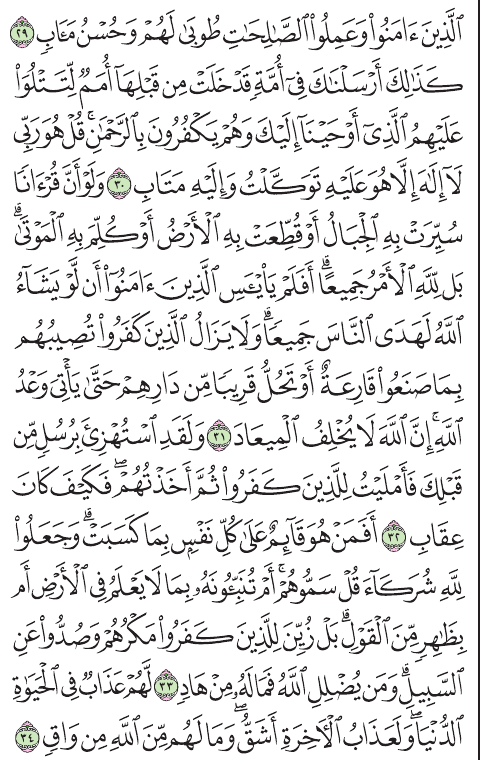 ٱلَّذِينَ ءَامَنُوا۟ وَعَمِلُوا۟ ٱلصَّٰلِحَٰتِ طُوبَىٰ لَهُمْ وَحُسْنُ مَـَٔابٍ ٢٩
كَذَٰلِكَ أَرْسَلْنَٰكَ فِىٓ أُمَّةٍ قَدْ خَلَتْ مِن قَبْلِهَآ أُمَمٌ لِّتَتْلُوَا۟
عَلَيْهِمُ ٱلَّذِىٓ أَوْحَيْنَآ إِلَيْكَ وَهُمْ يَكْفُرُونَ بِٱلرَّحْمَٰنِ ۚ قُلْ هُوَ رَبِّى
لَآ إِلَٰهَ إِلَّا هُوَ عَلَيْهِ تَوَكَّلْتُ وَإِلَيْهِ مَتَابِ ٣٠ وَلَوْ أَنَّ قُرْءَانًا
سُيِّرَتْ بِهِ ٱلْجِبَالُ أَوْ قُطِّعَتْ بِهِ ٱلْأَرْضُ أَوْ كُلِّمَ بِهِ ٱلْمَوْتَىٰ ۗ
بَل لِّلَّهِ ٱلْأَمْرُ جَمِيعًا ۗ أَفَلَمْ يَا۟يْـَٔسِ ٱلَّذِينَ ءَامَنُوٓا۟ أَن لَّوْ يَشَآءُ
ٱللَّهُ لَهَدَى ٱلنَّاسَ جَمِيعًا ۗ وَلَا يَزَالُ ٱلَّذِينَ كَفَرُوا۟ تُصِيبُهُم
بِمَا صَنَعُوا۟ قَارِعَةٌ أَوْ تَحُلُّ قَرِيبًا مِّن دَارِهِمْ حَتَّىٰ يَأْتِىَ وَعْدُ
ٱللَّهِ ۚ إِنَّ ٱللَّهَ لَا يُخْلِفُ ٱلْمِيعَادَ ٣١ وَلَقَدِ ٱسْتُهْزِئَ بِرُسُلٍ مِّن
قَبْلِكَ فَأَمْلَيْتُ لِلَّذِينَ كَفَرُوا۟ ثُمَّ أَخَذْتُهُمْ ۖ فَكَيْفَ كَانَ
عِقَابِ ٣٢ أَفَمَنْ هُوَ قَآئِمٌ عَلَىٰ كُلِّ نَفْسٍۭ بِمَا كَسَبَتْ ۗ وَجَعَلُوا۟
لِلَّهِ شُرَكَآءَ قُلْ سَمُّوهُمْ ۚ أَمْ تُنَبِّـُٔونَهُۥ بِمَا لَا يَعْلَمُ فِى ٱلْأَرْضِ أَم
بِظَٰهِرٍ مِّنَ ٱلْقَوْلِ ۗ بَلْ زُيِّنَ لِلَّذِينَ كَفَرُوا۟ مَكْرُهُمْ وَصُدُّوا۟ عَنِ
ٱلسَّبِيلِ ۗ وَمَن يُضْلِلِ ٱللَّهُ فَمَا لَهُۥ مِنْ هَادٍ ٣٣ لَّهُمْ عَذَابٌ فِى ٱلْحَيَوٰةِ
ٱلدُّنْيَا ۖ وَلَعَذَابُ ٱلْءَاخِرَةِ أَشَقُّ ۖ وَمَا لَهُم مِّنَ ٱللَّهِ مِن وَاقٍ ٣٤